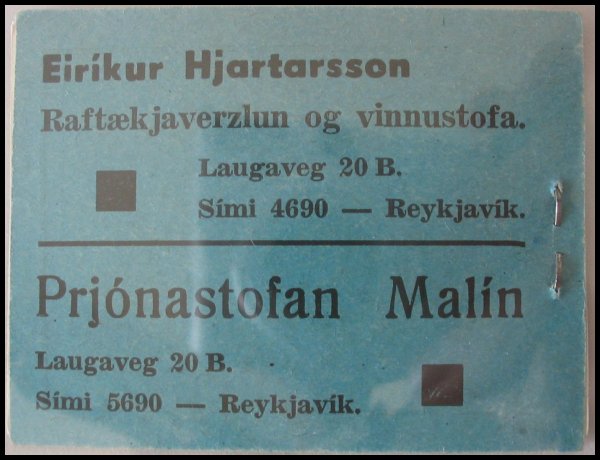 Eiríkur Hjartarsson
Raftækjaverzlun og vinnustofa.
Laugaveg 20 B.
Sími 4690 — Reykjavík.
Prjónastofan Malín
Laugaveg 20 B.
Sími 5690 — Reykjavík.